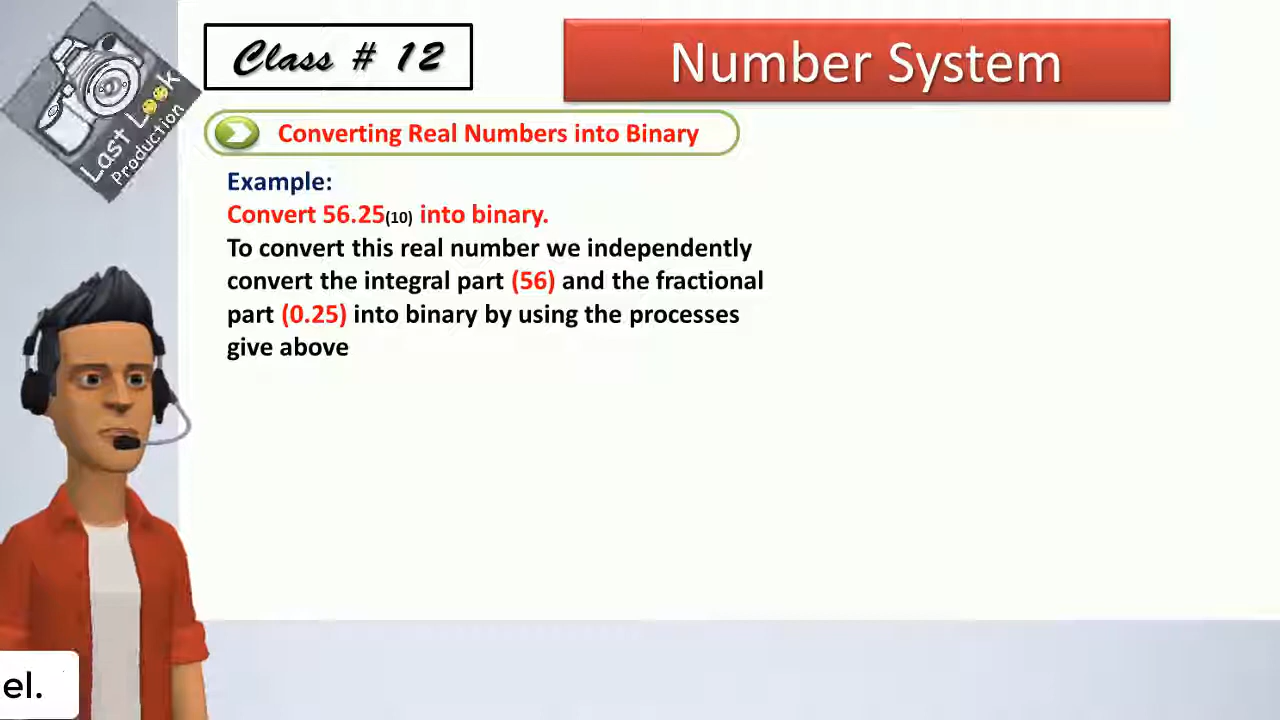 Last Look
Production
Class # 12
Number System
Converting Real Numbers into Binary
Example:
Convert 56.25(10) into binary.
To convert this real number we independently
convert the integral part (56) and the fractional
part (0.25) into binary by using the processes
give above
el.